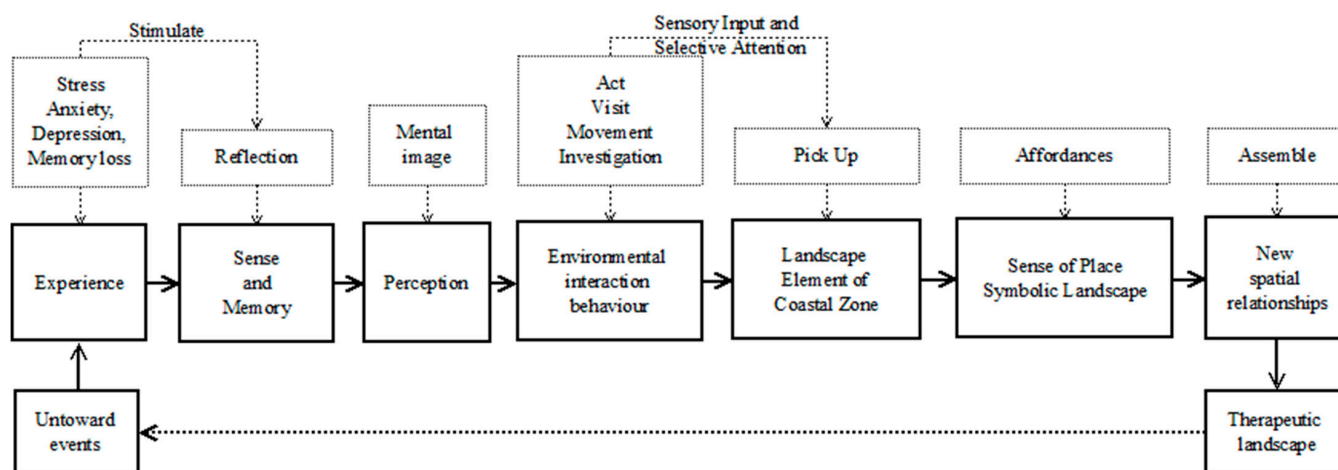 Stimulate
Sensory Input and
Selective Attention
Stress
Anxiety,
Depression,
Memory loss
Reflection
Mental
image
Act
Visit
Movement
Investigation
Pick Up
Affordances
Assemble
Experience
Sense
and
Memory
Perception
Environmental
interaction
behaviour
Landscape
Element of
Coastal Zone
Sense of Place
Symbolic Landscape
New
spatial
relationships
Untoward
events
Therapeutic
landscape